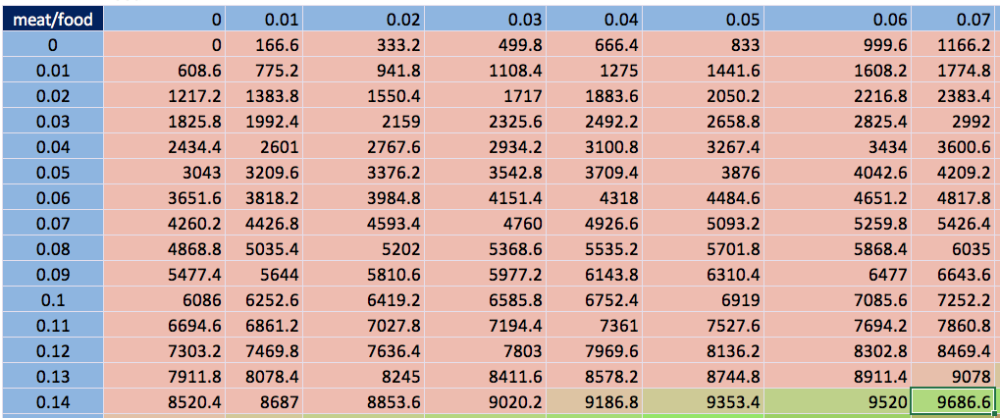 meat/food 0 0.01 0.02 0.03 0.04 0.05 0.06 0.07
0 0 166.6 333.2 499.8 666.4 833 999.6 1166.2
0.01 608.6 775.2 941.8 1108.4 1275 1441.6 1608.2 1774.8
0.02 1217.2 1383.8 1550.4 1717 1883.6 2050.2 2216.8 2383.4
0.03 1825.8 1992.4 2159 2325.6 2492.2 2658.8 2825.4 2992
0.04 2434.4 2601 2767.6 2934.2 3100.8 3267.4 3434 3600.6
0.05 3043 3209.6 3376.2 3542.8 3709.4 3876 4042.6 4209.2
0.06 3651.6 3818.2 3984.8 4151.4 4318 4484.6 4651.2 4817.8
0.07 4260.2 4426.8 4593.4 4760 4926.6 5093.2 5259.8 5426.4
0.08 4868.8 5035.4 5202 5368.6 5535.2 5701.8 5868.4 6035
0.09 5477.4 5644 5810.6 5977.2 6143.8 6310.4 6477 6643.6
0.1 6086 6252.6 6419.2 6585.8 6752.4 6919 7085.6 7252.2
0.11 6694.6 6861.2 7027.8 7194.4 7361 7527.6 7694.2 7860.8
0.12 7303.2 7469.8 7636.4 7803 7969.6 8136.2 8302.8 8469.4
0.13 7911.8 8078.4 8245 8411.6 8578.2 8744.8 8911.4 9078
0.14 8520.4 8687 8853.6 9020.2 9186.8 9353.4 9520 9686.6